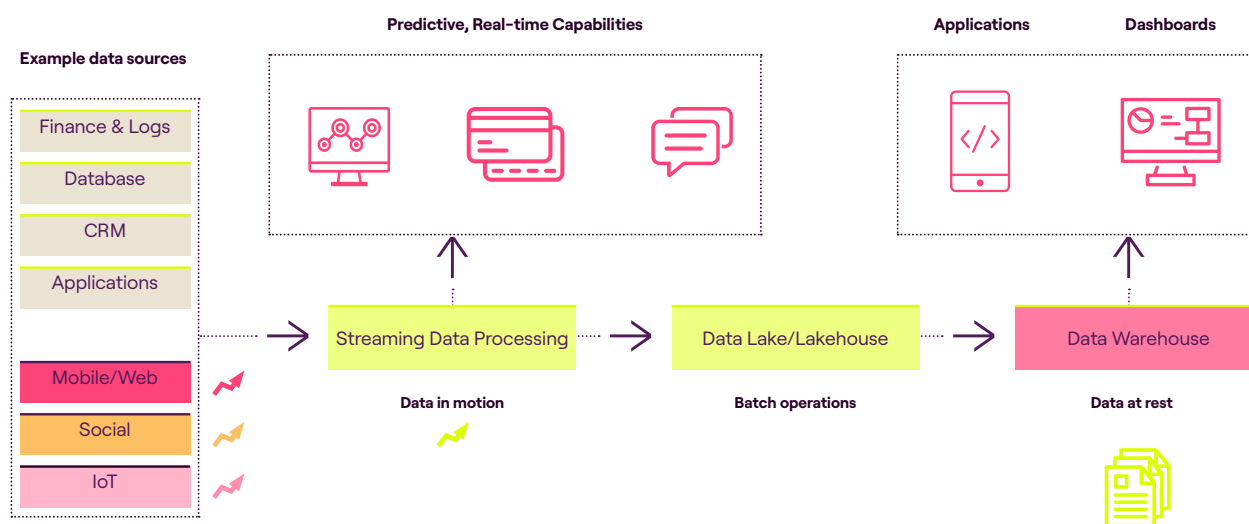 Predictive, Real-time Capabilities
Applications
Dashboards
Example data sources
Finance & Logs
Database
CRM
Applications
Mobile/Web
Social
IoT
Streaming Data Processing
Data Lake/Lakehouse
Data Warehouse
Data in motion
Batch operations
Data at rest